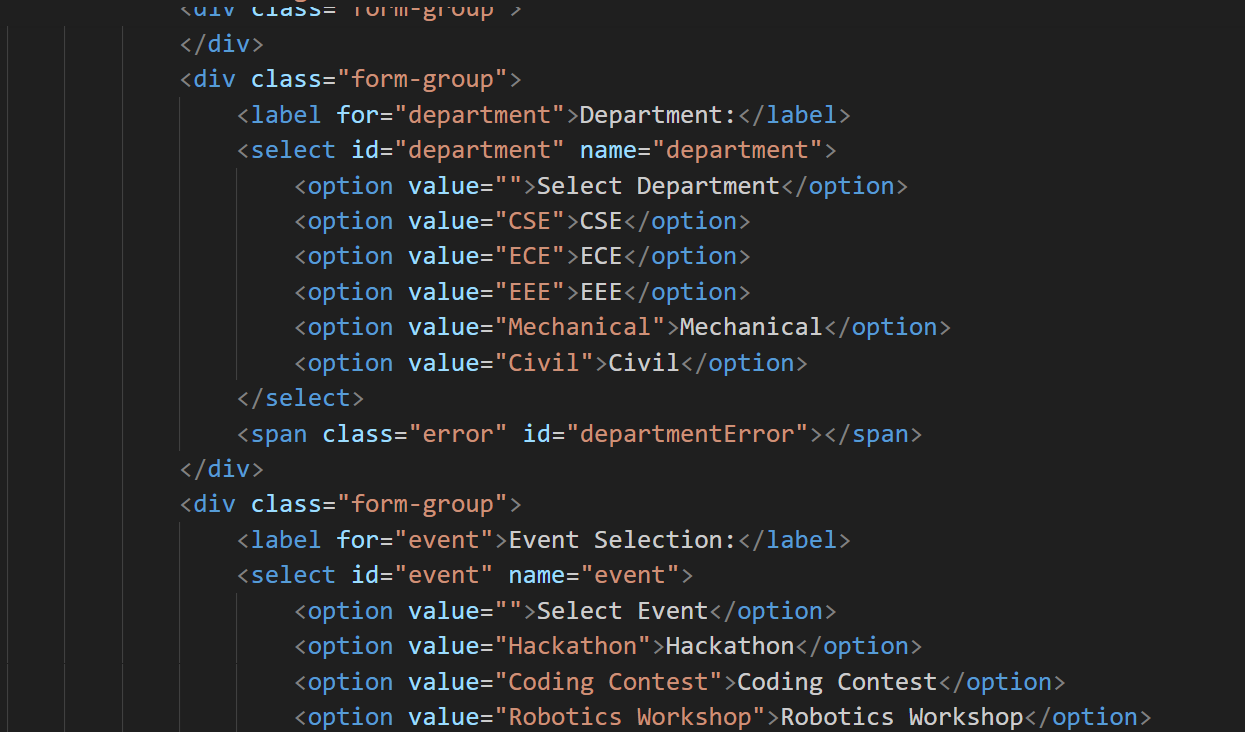 <div class="form-group">
</div>
<div class="form-group">
<label for="department">Department:</label>
<select id="department" name="department">
<option value="">Select Department</option>
<option value="CSE">CSE</option>
<option value="ECE">ECE</option>
<option value="EEE">EEE</option>
<option value="Mechanical">Mechanical</option>
<option value="Civil">Civil</option>
</select>
<span class="error" id="departmentError"></span>
</div>
<div class="form-group">
<label for="event">Event Selection:</label>
<select id="event" name="event">
<option value="">Select Event</option>
<option value="Hackathon">Hackathon</option>
<option value="Coding Contest">Coding Contest</option>
<option value="Robotics Workshop">Robotics Workshop</option>